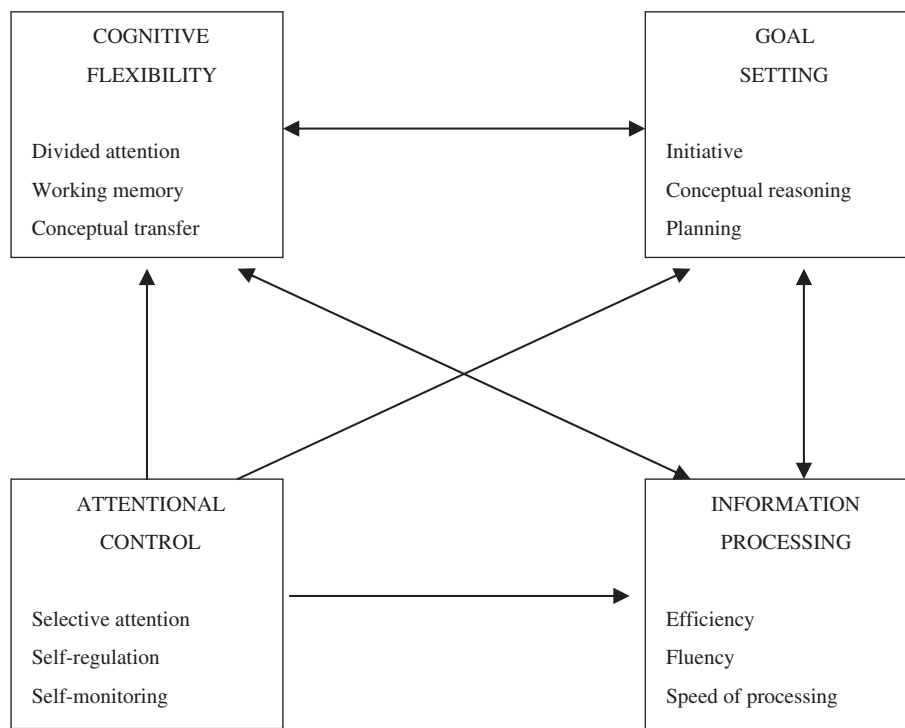 COGNITIVE
FLEXIBILITY
Divided attention
Working memory
Conceptual transfer
GOAL
SETTING
Initiative
Conceptual reasoning
Planning
ATTENTIONAL
CONTROL
Selective attention
Self-regulation
Self-monitoring
INFORMATION
PROCESSING
Efficiency
Fluency
Speed of processing